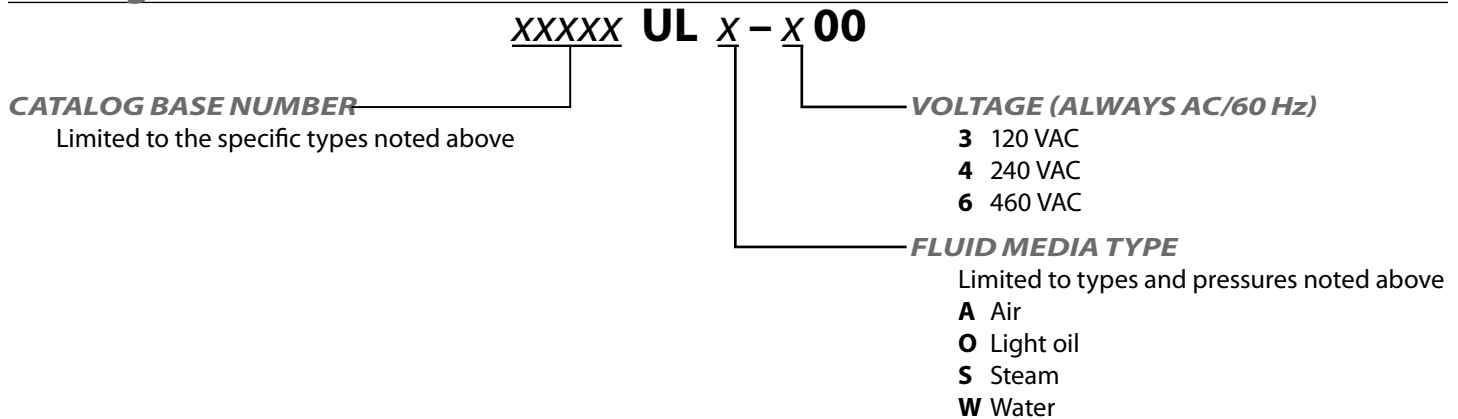 xxxxx UL x – x 00
CATALOG BASE NUMBER
Limited to the specific types noted above
VOLTAGE (ALWAYS AC/60 Hz)
3 120 VAC
4 240 VAC
6 460 VAC
FLUID MEDIA TYPE
Limited to types and pressures noted above
A Air
O Light oil
S Steam
W Water